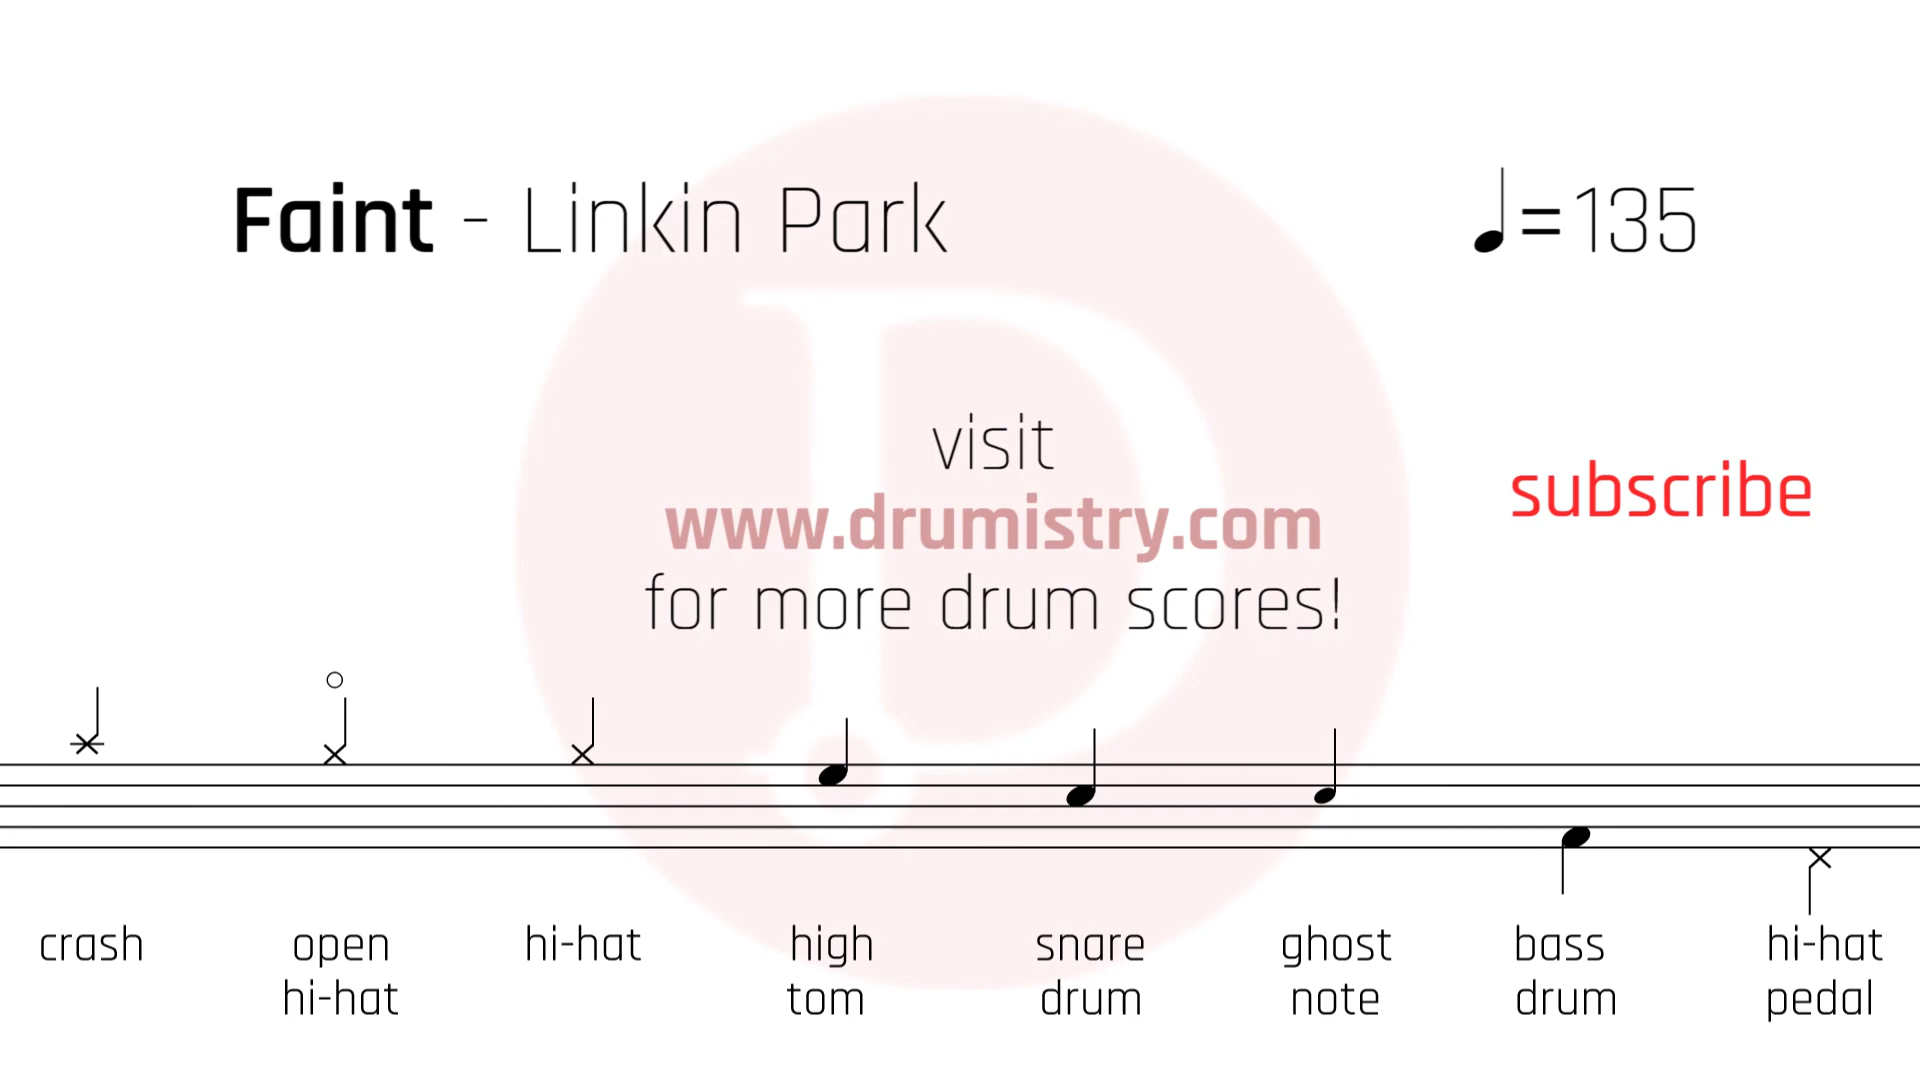 Faint - Linkin Park
♩=135
visit
www.drumistry.com
for more drum scores!
subscribe
crash
open
hi-hat
hi-hat
high
tom
snare
drum
ghost
note
bass
drum
hi-hat
pedal